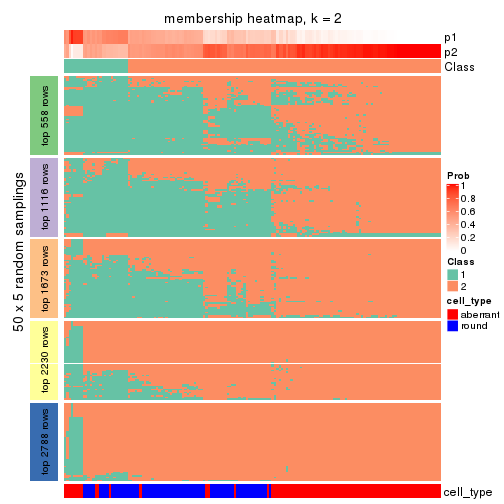 membership heatmap, k = 2
p1
p2
Class
50 x 5 random samplings
top 558 rows
top 1116 rows
top 1673 rows
top 2230 rows
top 2788 rows
cell_type
Prob
1
0.8
0.6
0.4
0.2
0
Class
1
2
cell_type
aberrant
round